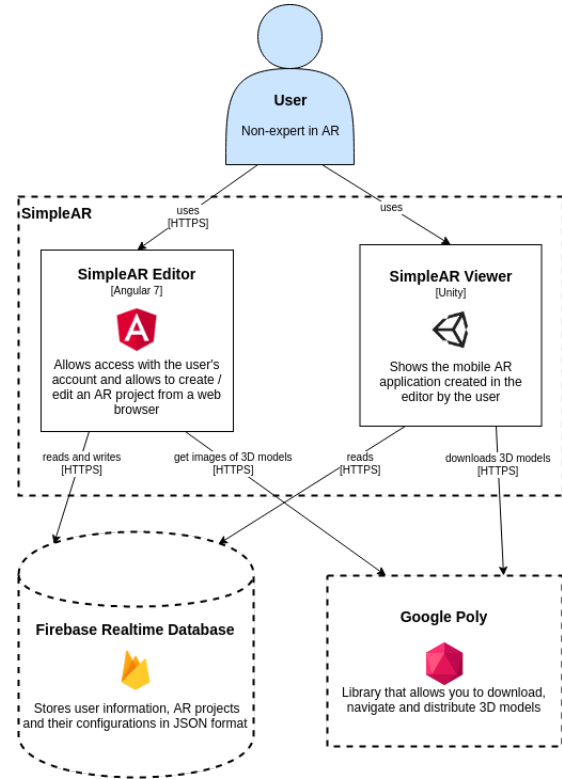 User
Non-expert in AR
SimpleAR
uses
[HTTPS]
uses
SimpleAR Editor
[Angular 7]
Allows access with the user's
account and allows to create /
edit an AR project from a web
browser
SimpleAR Viewer
[Unity]
Shows the mobile AR
application created in the
editor by the user
reads and writes
[HTTPS]
get images of 3D models
[HTTPS]
reads
[HTTPS]
downloads 3D models
[HTTPS]
Firebase Realtime Database
Stores user information, AR projects
and their configurations in JSON format
Google Poly
Library that allows you to download,
navigate and distribute 3D models